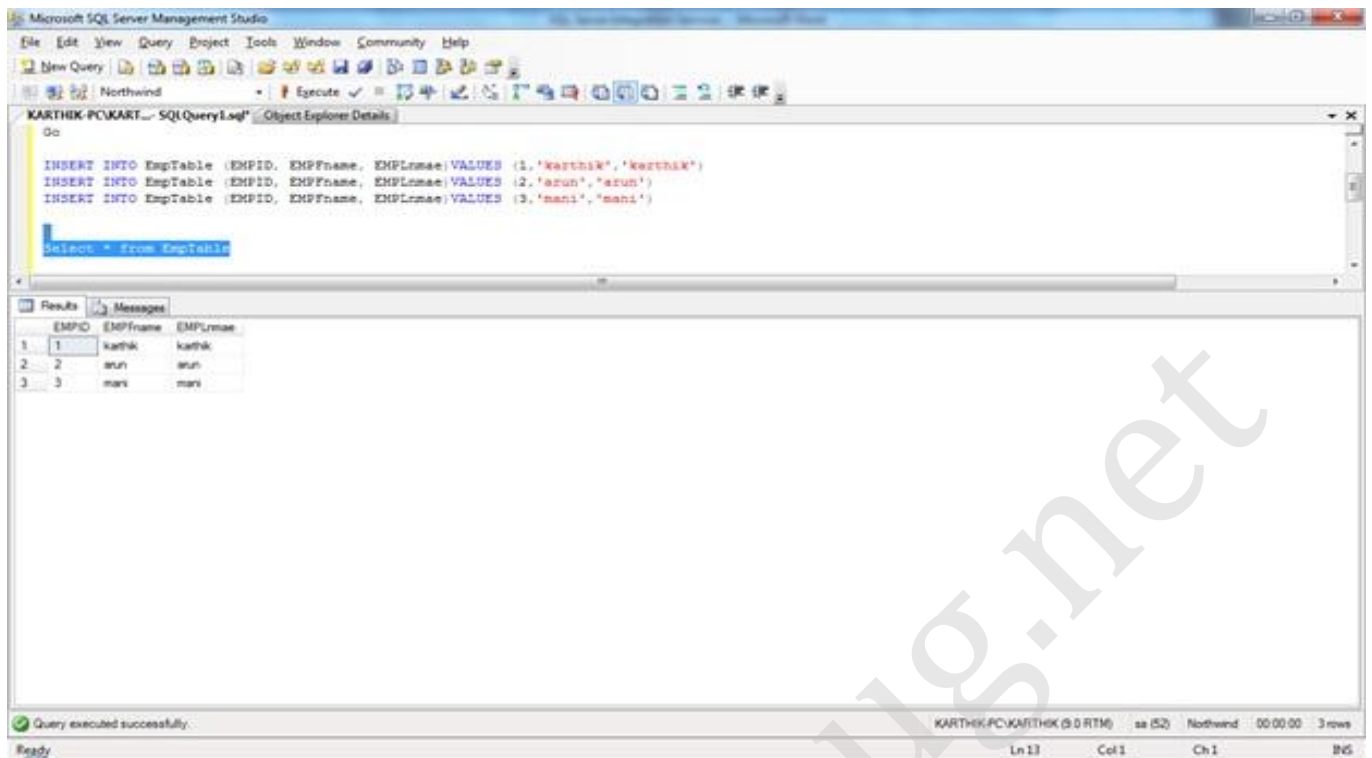 Microsoft SQL Server Management Studio
File Edit View Query Project Tools Window Community Help
New Query
Northwind Execute
KARTHIK-PC\KART...- SQLQuery1.sql* Object Explorer Details
Go
INSERT INTO EmpTable (EMPID, EMPFname, EMPLnmae)VALUES (1,'karthik','karthik')
INSERT INTO EmpTable (EMPID, EMPFname, EMPLnmae)VALUES (2,'arun','arun')
INSERT INTO EmpTable (EMPID, EMPFname, EMPLnmae)VALUES (3,'mani','mani')
Select * from EmpTable
Results Messages
EMPID EMPFname EMPLnmae
1 1 karthik karthik
2 2 arun arun
3 3 mani mani
ug.net
Query executed successfully. KARTHIK-PC\KARTHIK (9.0 RTM) sa (52) Northwind 00:00:00 3 rows
Ready Ln 13 Col 1 Ch 1 INS